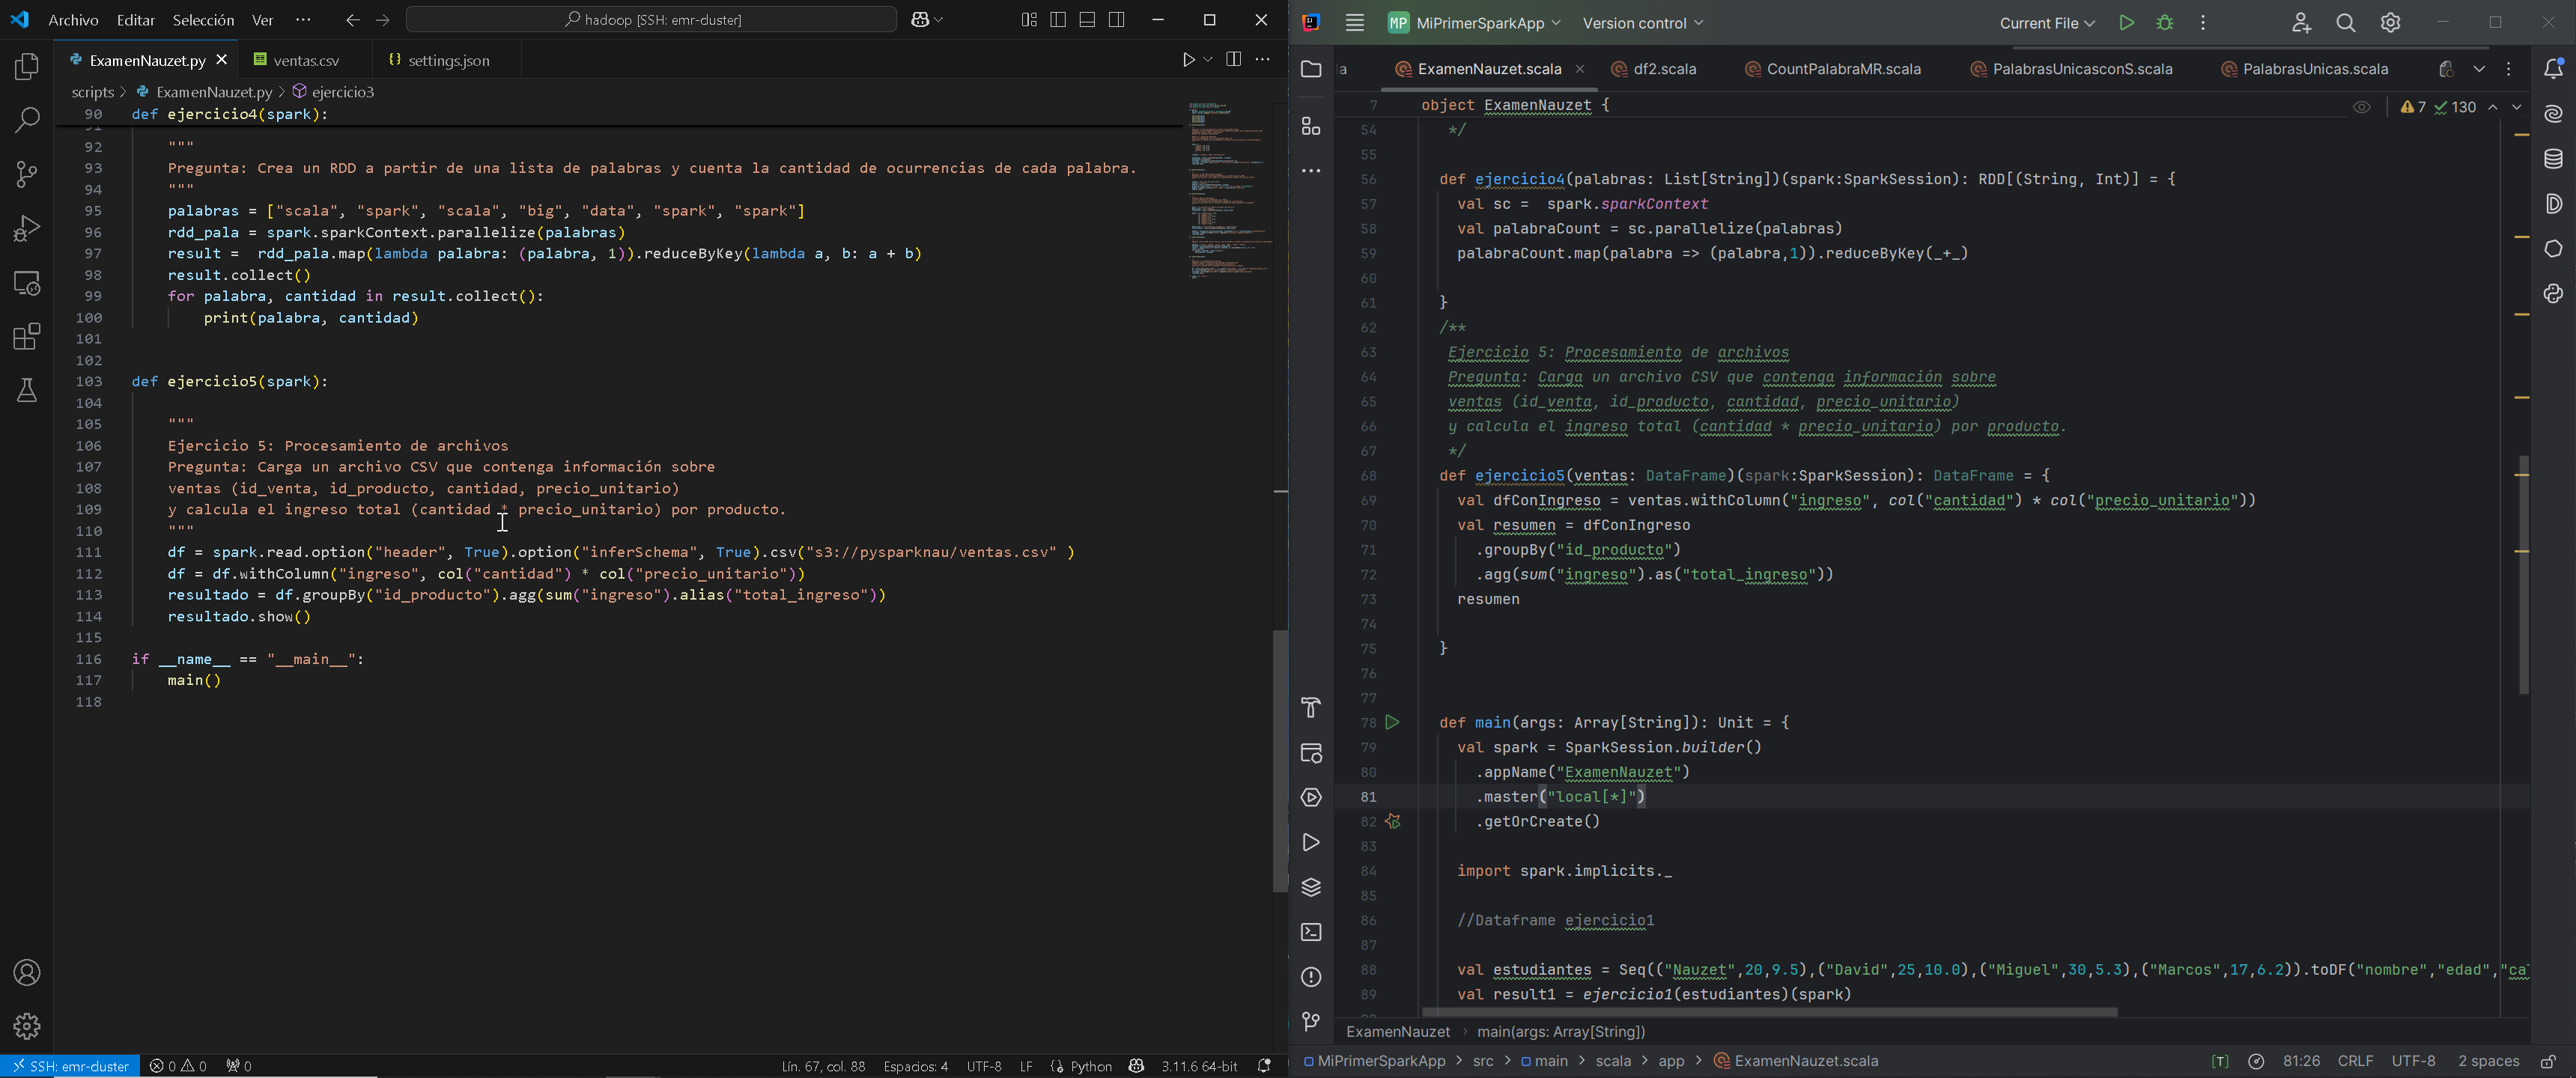 Archivo Editar Selección Ver ··· hadoop [SSH: emr-cluster]
ExamenNauzet.py ventas.csv settings.json
scripts > ExamenNauzet.py > ejercicio3
90 def ejercicio4(spark):
91
92 """
93 Pregunta: Crea un RDD a partir de una lista de palabras y cuenta la cantidad de ocurrencias de cada palabra.
94 """
95 palabras = ["scala", "spark", "scala", "big", "data", "spark", "spark"]
96 rdd_pala = spark.sparkContext.parallelize(palabras)
97 result =  rdd_pala.map(lambda palabra: (palabra, 1)).reduceByKey(lambda a, b: a + b)
98 result.collect()
99 for palabra, cantidad in result.collect():
100 print(palabra, cantidad)
101
102
103 def ejercicio5(spark):
104
105 """
106 Ejercicio 5: Procesamiento de archivos
107 Pregunta: Carga un archivo CSV que contenga información sobre
108 ventas (id_venta, id_producto, cantidad, precio_unitario)
109 y calcula el ingreso total (cantidad * precio_unitario) por producto.
110 """
111 df = spark.read.option("header", True).option("inferSchema", True).csv("s3://pysparknau/ventas.csv" )
112 df = df.withColumn("ingreso", col("cantidad") * col("precio_unitario"))
113 resultado = df.groupBy("id_producto").agg(sum("ingreso").alias("total_ingreso"))
114 resultado.show()
115
116 if __name__ == "__main__":
117 main()
118
SSH: emr-cluster 0 0 0 Lín. 67, col. 88 Espacios: 4 UTF-8 LF Python 3.11.6 64-bit
MP MiPrimerSparkApp Version control Current File
la ExamenNauzet.scala df2.scala CountPalabraMR.scala PalabrasUnicasconS.scala PalabrasUnicas.scala
7 object ExamenNauzet { 7 130
54 */
55
56 def ejercicio4(palabras: List[String])(spark:SparkSession): RDD[(String, Int)] = {
57 val sc =  spark.sparkContext
58 val palabraCount = sc.parallelize(palabras)
59 palabraCount.map(palabra => (palabra,1)).reduceByKey(_+_)
60
61 }
62 /**
63 Ejercicio 5: Procesamiento de archivos
64 Pregunta: Carga un archivo CSV que contenga información sobre
65 ventas (id_venta, id_producto, cantidad, precio_unitario)
66 y calcula el ingreso total (cantidad * precio_unitario) por producto.
67 */
68 def ejercicio5(ventas: DataFrame)(spark:SparkSession): DataFrame = {
69 val dfConIngreso = ventas.withColumn("ingreso", col("cantidad") * col("precio_unitario"))
70 val resumen = dfConIngreso
71 .groupBy("id_producto")
72 .agg(sum("ingreso").as("total_ingreso"))
73 resumen
74
75 }
76
77
78 def main(args: Array[String]): Unit = {
79 val spark = SparkSession.builder()
80 .appName("ExamenNauzet")
81 .master("local[*]")
82 .getOrCreate()
83
84 import spark.implicits._
85
86 //Dataframe ejercicio1
87
88 val estudiantes = Seq(("Nauzet",20,9.5),("David",25,10.0),("Miguel",30,5.3),("Marcos",17,6.2)).toDF("nombre","edad","cal
89 val result1 = ejercicio1(estudiantes)(spark)
ExamenNauzet > main(args: Array[String])
MiPrimerSparkApp > src > main > scala > app > ExamenNauzet.scala [T] 81:26 CRLF UTF-8 2 spaces